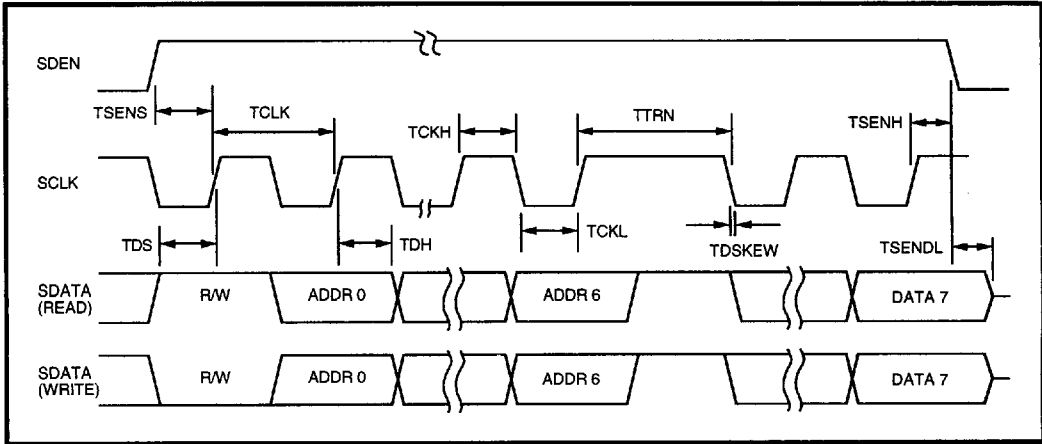 SDEN
TSENS
TCLK
TCKH
TTRN
TSENH
SCLK
TDS
TDH
TCKL
TDSKEW
TSENDL
SDATA
(READ)
R/W
ADDR 0
ADDR 6
DATA 7
SDATA
(WRITE)
R/W
ADDR 0
ADDR 6
DATA 7